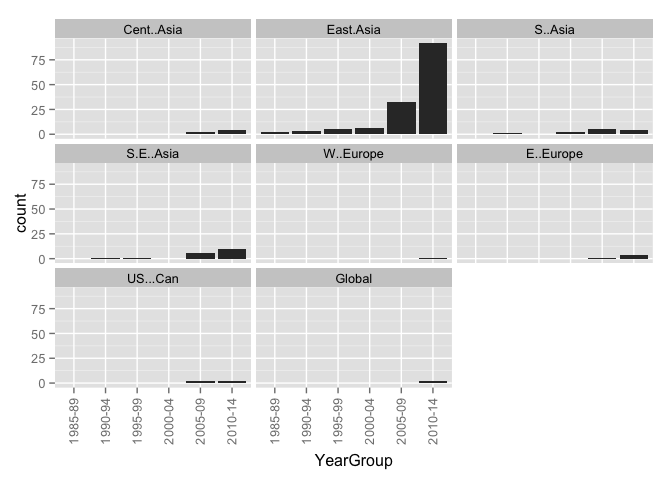 Cent..Asia East.Asia S..Asia
75
50
25
0
S.E..Asia W..Europe E..Europe
75
50
25
0
US...Can Global
75
50
25
0
count
1985-89 1990-94 1995-99 2000-04 2005-09 2010-14 1985-89 1990-94 1995-99 2000-04 2005-09 2010-14
YearGroup